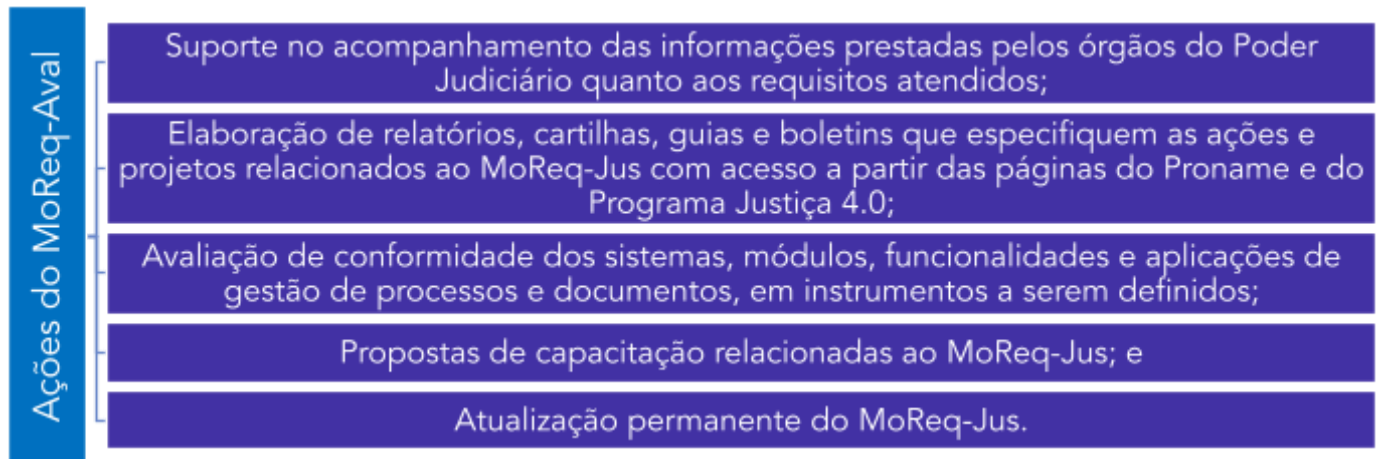 Ações do MoReq-Aval
Suporte no acompanhamento das informações prestadas pelos órgãos do Poder
Judiciário quanto aos requisitos atendidos;
Elaboração de relatórios, cartilhas, guias e boletins que especifiquem as ações e
projetos relacionados ao MoReq-Jus com acesso a partir das páginas do Proname e do
Programa Justiça 4.0;
Avaliação de conformidade dos sistemas, módulos, funcionalidades e aplicações de
gestão de processos e documentos, em instrumentos a serem definidos;
Propostas de capacitação relacionadas ao MoReq-Jus; e
Atualização permanente do MoReq-Jus.